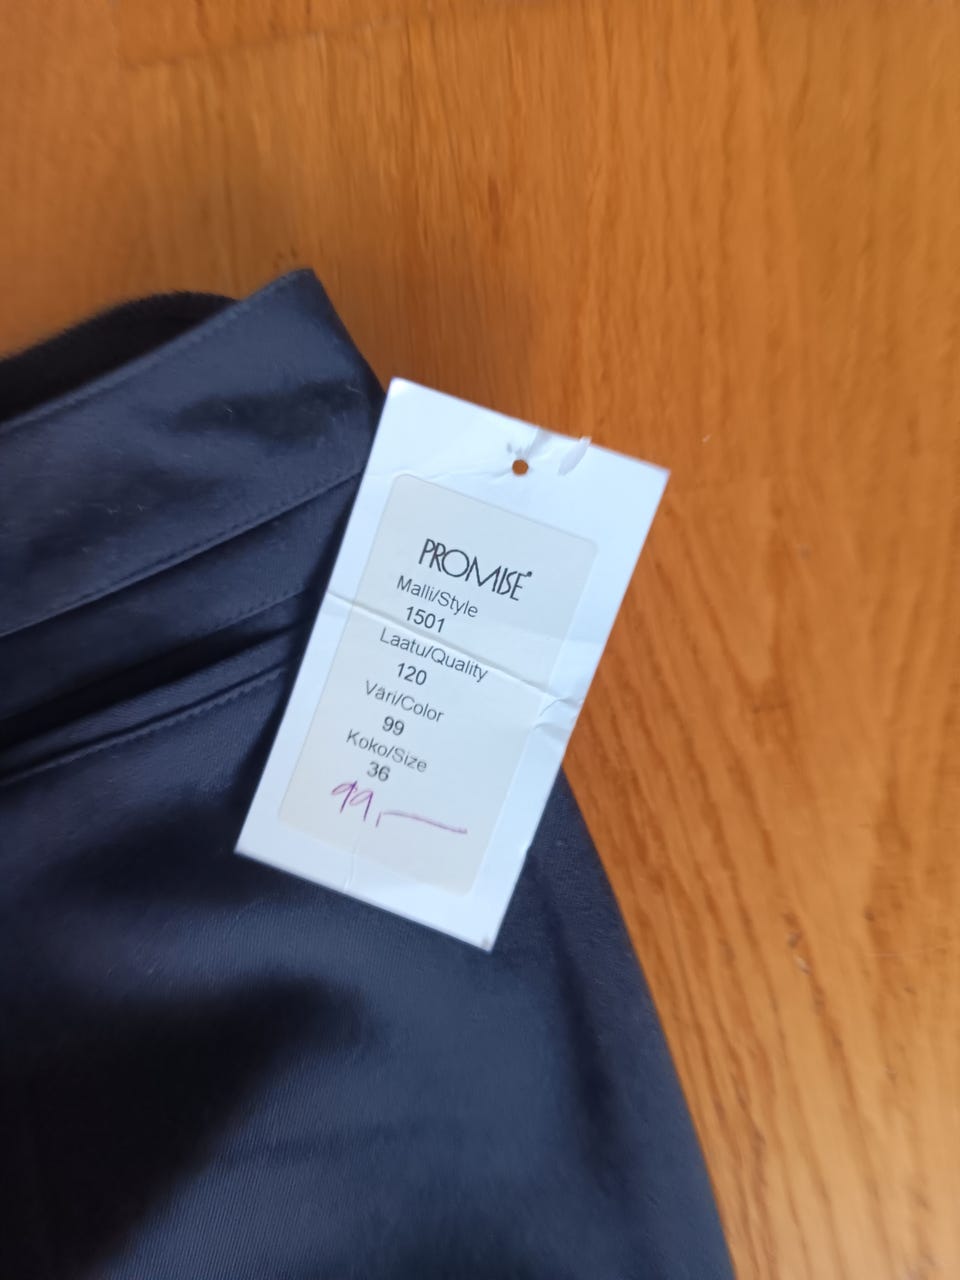 PROMISE®
Malli/Style
1501
Laatu/Quality
120
Väri/Color
99
Koko/Size
36
99,-